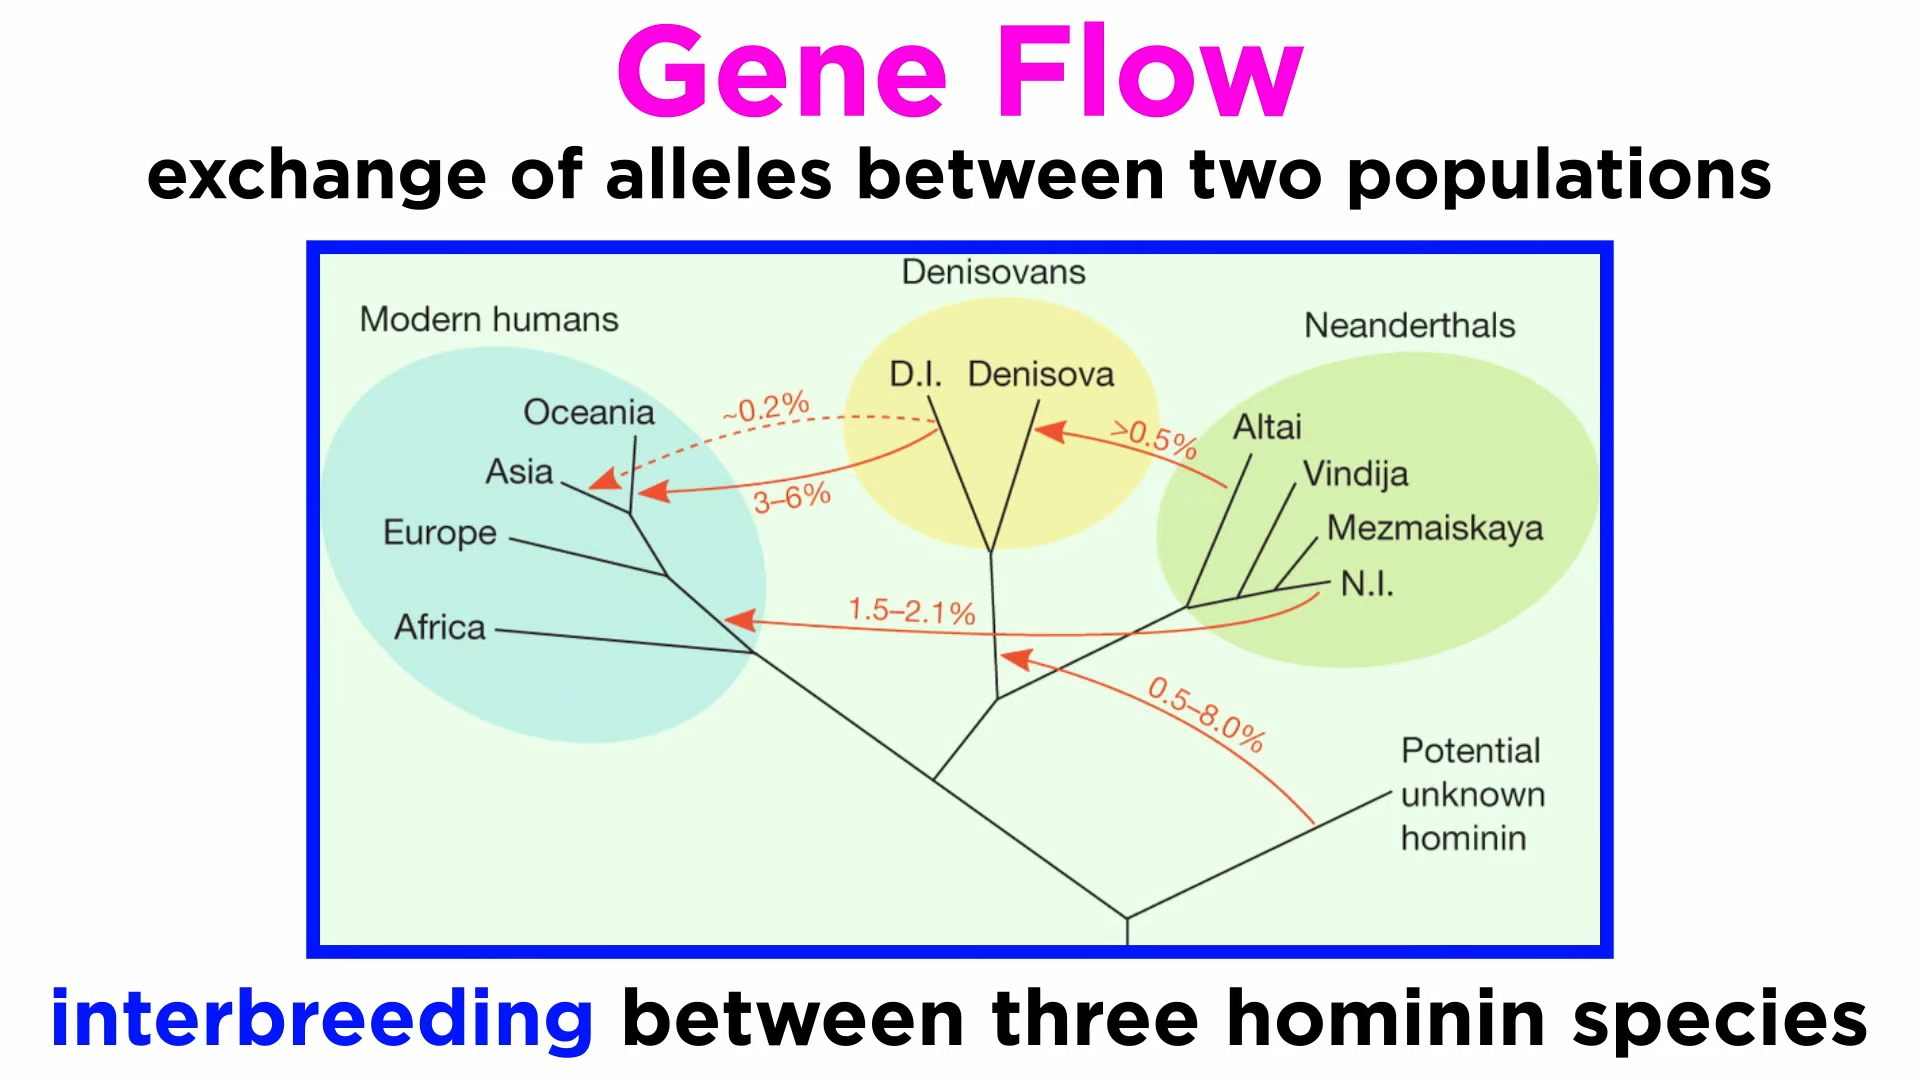 Gene Flow
exchange of alleles between two populations
Denisovans
Modern humans
Neanderthals
D.I. Denisova
Oceania
~0.2%
>0.5%
Altai
Asia
Vindija
3–6%
Europe
Mezmaiskaya
N.I.
1.5–2.1%
Africa
0.5–8.0%
Potential
unknown
hominin
interbreeding between three hominin species